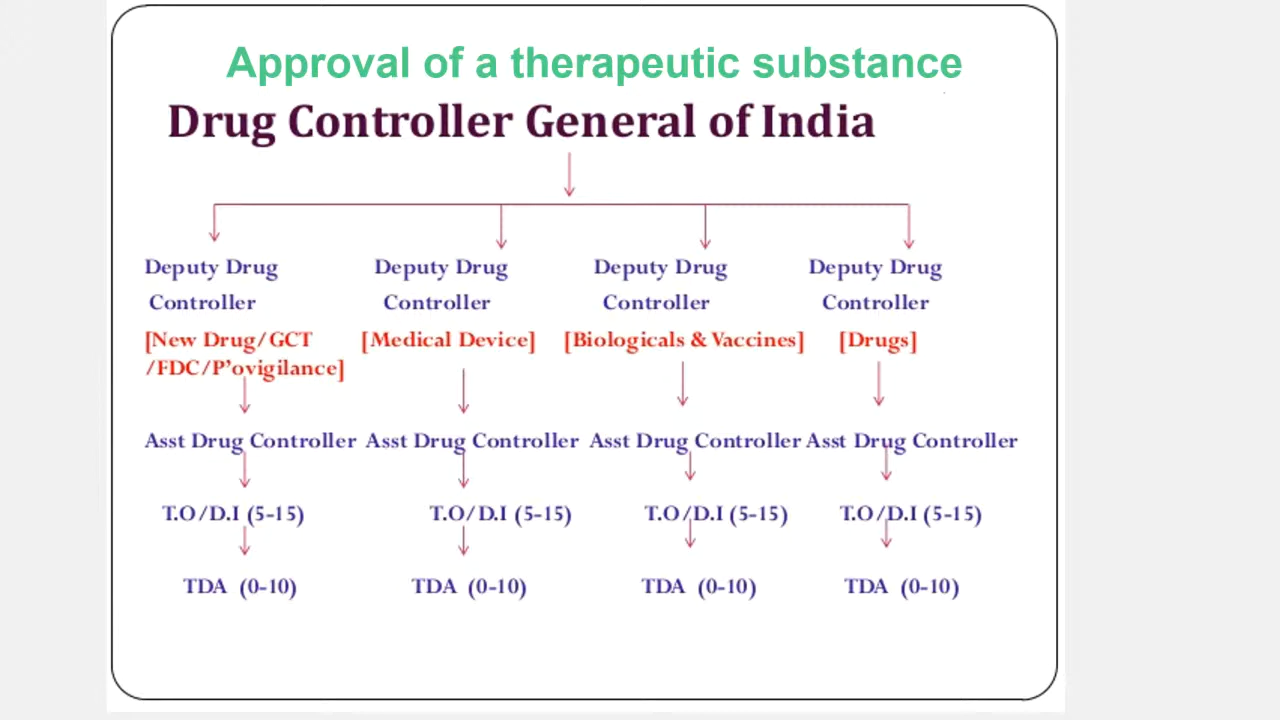 Approval of a therapeutic substance
Drug Controller General of India
Deputy Drug Deputy Drug Deputy Drug Deputy Drug
Controller Controller Controller Controller
[New Drug/GCT [Medical Device] [Biologicals & Vaccines] [Drugs]
/FDC/P’ovigilance]
Asst Drug Controller Asst Drug Controller Asst Drug Controller Asst Drug Controller
T.O/D.I (5-15) T.O/D.I (5-15) T.O/D.I (5-15) T.O/D.I (5-15)
TDA (0-10) TDA (0-10) TDA (0-10) TDA (0-10)